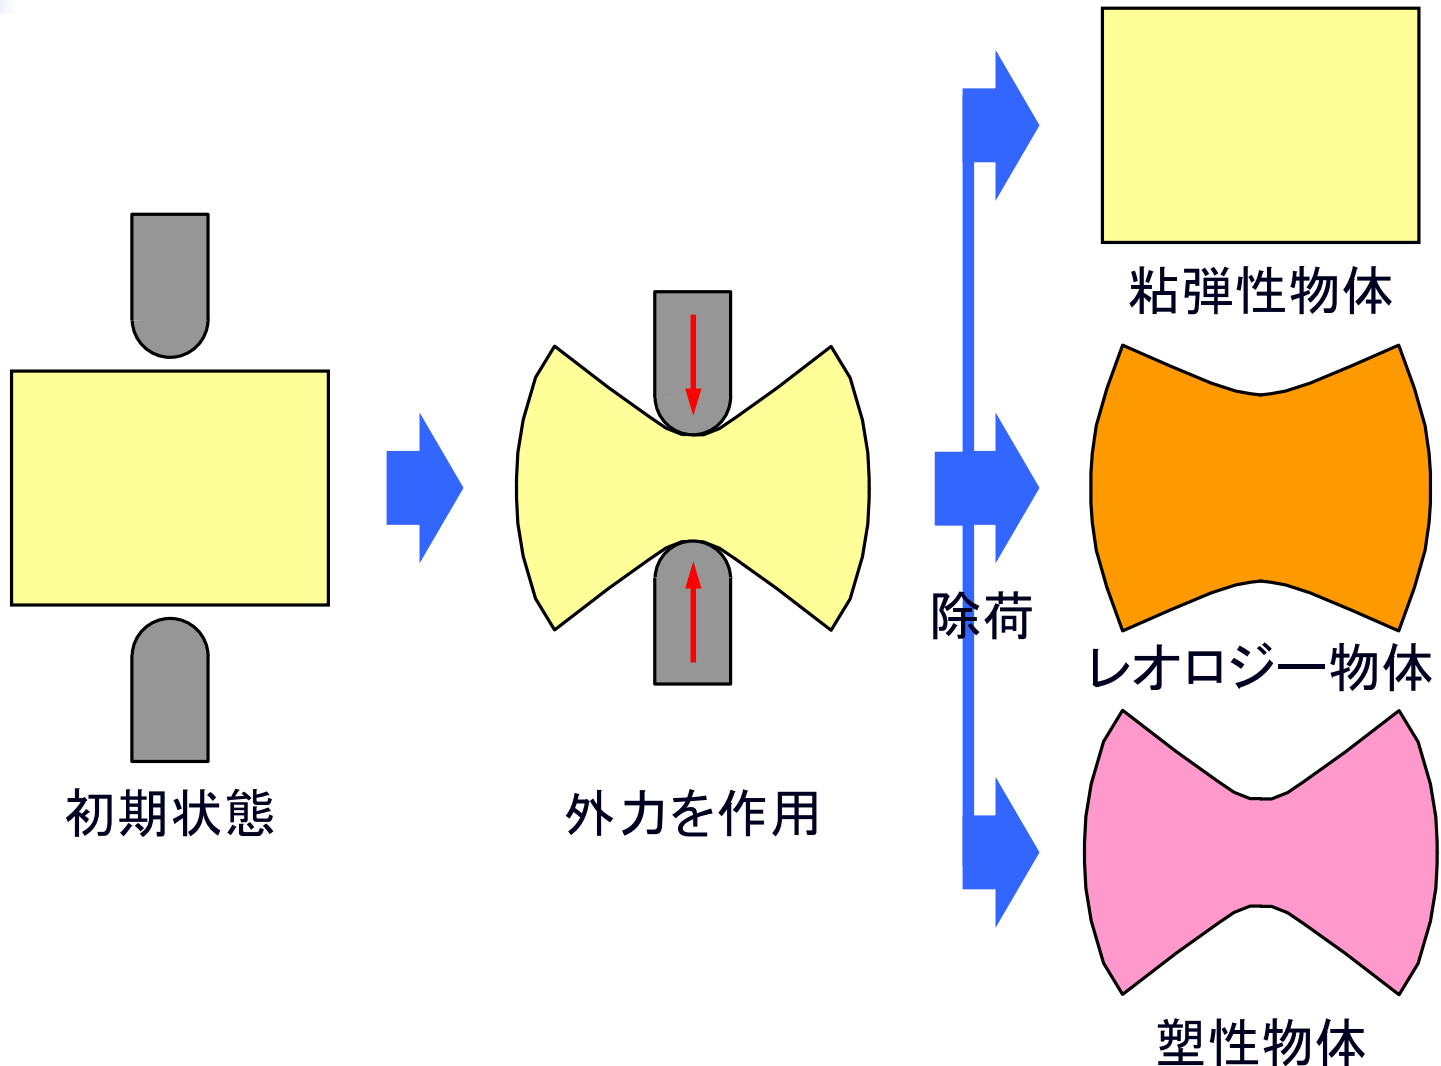 初期状態
外力を作用
除荷
粘弾性物体
レオロジー物体
塑性物体